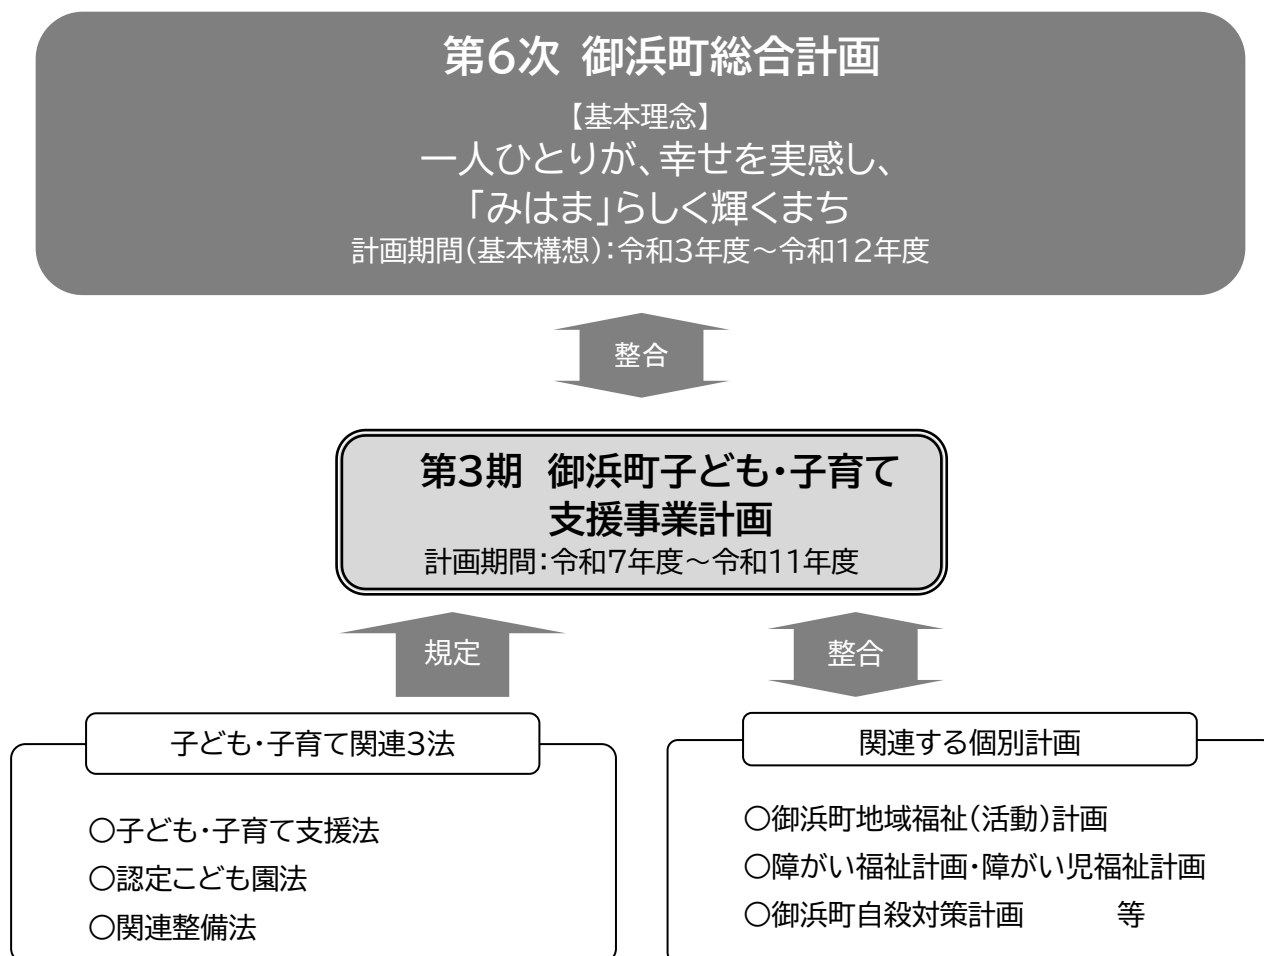 第6次 御浜町総合計画
【基本理念】
一人ひとりが、幸せを実感し、
「みはま」らしく輝くまち
計画期間(基本構想):令和3年度～令和12年度
整合
第3期 御浜町子ども・子育て
支援事業計画
計画期間:令和7年度～令和11年度
規定
整合
子ども・子育て関連3法
○子ども・子育て支援法
○認定こども園法
○関連整備法
関連する個別計画
○御浜町地域福祉(活動)計画
○障がい福祉計画・障がい児福祉計画
○御浜町自殺対策計画 等